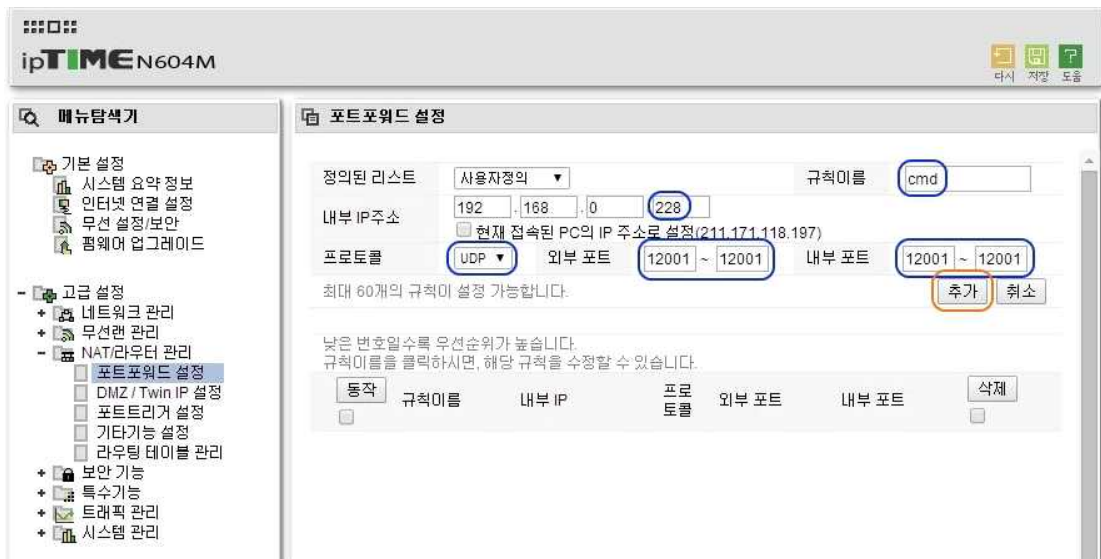 ipTIME N604M
다시 저장 도움
메뉴탐색기
기본 설정
시스템 요약 정보
인터넷 연결 설정
무선 설정/보안
펌웨어 업그레이드
고급 설정
네트워크 관리
무선랜 관리
NAT/라우터 관리
포트포워드 설정
DMZ / Twin IP 설정
포트트리거 설정
기타기능 설정
라우팅 테이블 관리
보안 기능
특수기능
트래픽 관리
시스템 관리
포트포워드 설정
정의된 리스트 사용자정의 규칙이름 cmd
내부 IP주소 192 . 168 . 0 . 228
현재 접속된 PC의 IP 주소로 설정(211.171.118.197)
프로토콜 UDP 외부 포트 12001 ~ 12001 내부 포트 12001 ~ 12001
최대 60개의 규칙이 설정 가능합니다. 추가 취소
낮은 번호일수록 우선순위가 높습니다.
규칙이름을 클릭하시면, 해당 규칙을 수정할 수 있습니다.
동작 규칙이름 내부 IP 프로토콜 외부 포트 내부 포트 삭제